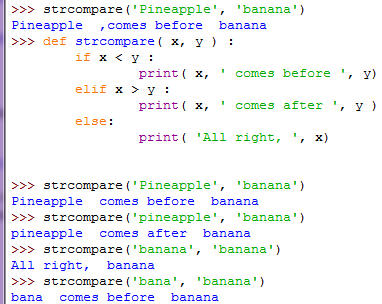 >>> strcompare('Pineapple', 'banana')
Pineapple  ,comes before  banana
>>> def strcompare( x, y ) :
        if x < y :
                print( x, ' comes before ', y)
        elif x > y :
                print( x, ' comes after ', y )
        else:
                print( 'All right, ', x)
>>> strcompare('Pineapple', 'banana')
Pineapple  comes before  banana
>>> strcompare('pineapple', 'banana')
pineapple  comes after  banana
>>> strcompare('banana', 'banana')
All right,  banana
>>> strcompare('bana', 'banana')
bana  comes before  banana